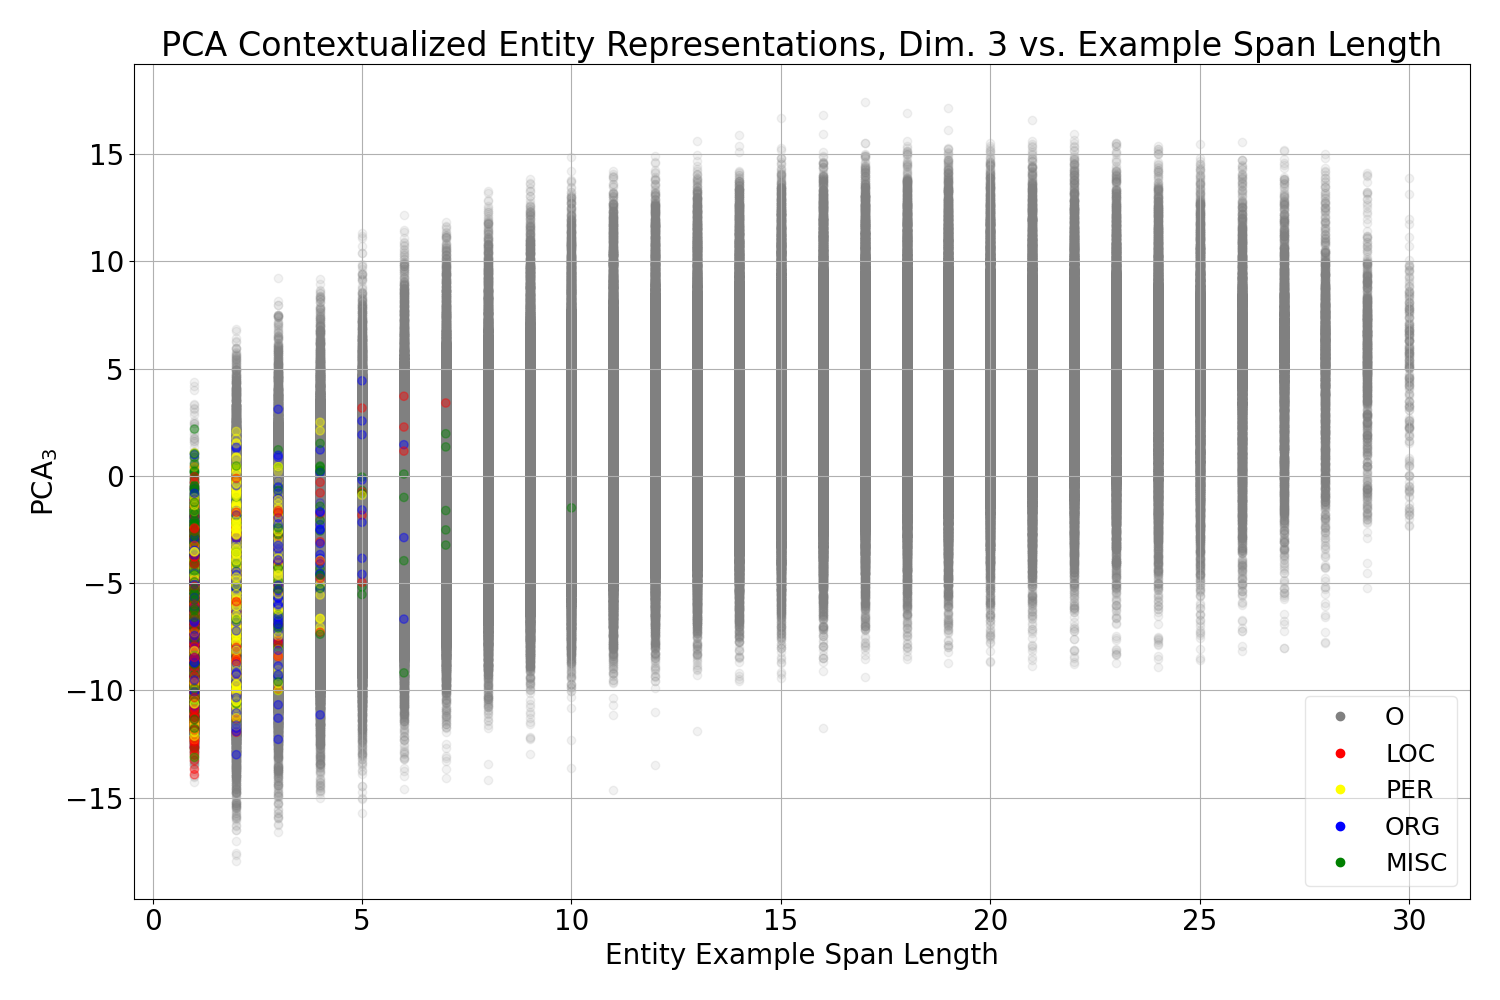 PCA Contextualized Entity Representations, Dim. 3 vs. Example Span Length
PCA₃
15
10
5
0
−5
−10
−15
0 5 10 15 20 25 30
Entity Example Span Length
O
LOC
PER
ORG
MISC